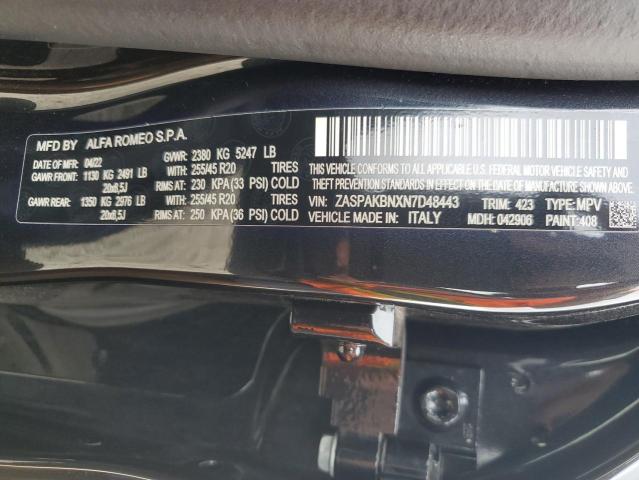 MFD BY ALFA ROMEO S.P.A.
DATE OF MFR: 04/22 GVWR: 2380 KG 5247 LB
GAWR FRONT: 1130 KG 2491 LB WITH: 255/45 R20 TIRES
20x8,5J RIMS AT: 230 KPA (33 PSI) COLD
GAWR REAR: 1350 KG 2976 LB WITH: 255/45 R20 TIRES
20x8,5J RIMS AT: 250 KPA (36 PSI) COLD
THIS VEHICLE CONFORMS TO ALL APPLICABLE U.S. FEDERAL MOTOR VEHICLE SAFETY AND
THEFT PREVENTION STANDARDS IN EFFECT ON THE DATE OF MANUFACTURE SHOWN ABOVE.
VIN: ZASPAKBNXN7D48443 TRIM: 423 TYPE: MPV
VEHICLE MADE IN: ITALY MDH: 042906 PAINT: 408